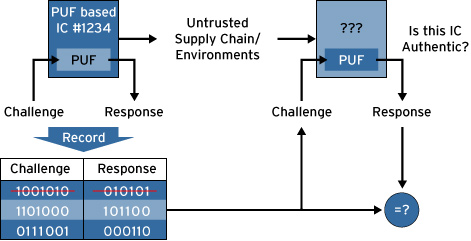 PUF based
IC #1234
PUF
Challenge
Response
Untrusted
Supply Chain/
Environments
???
PUF
Is this IC
Authentic?
Challenge
Response
Record
Challenge Response
1001010 010101
1101000 101100
0111001 000110
=?